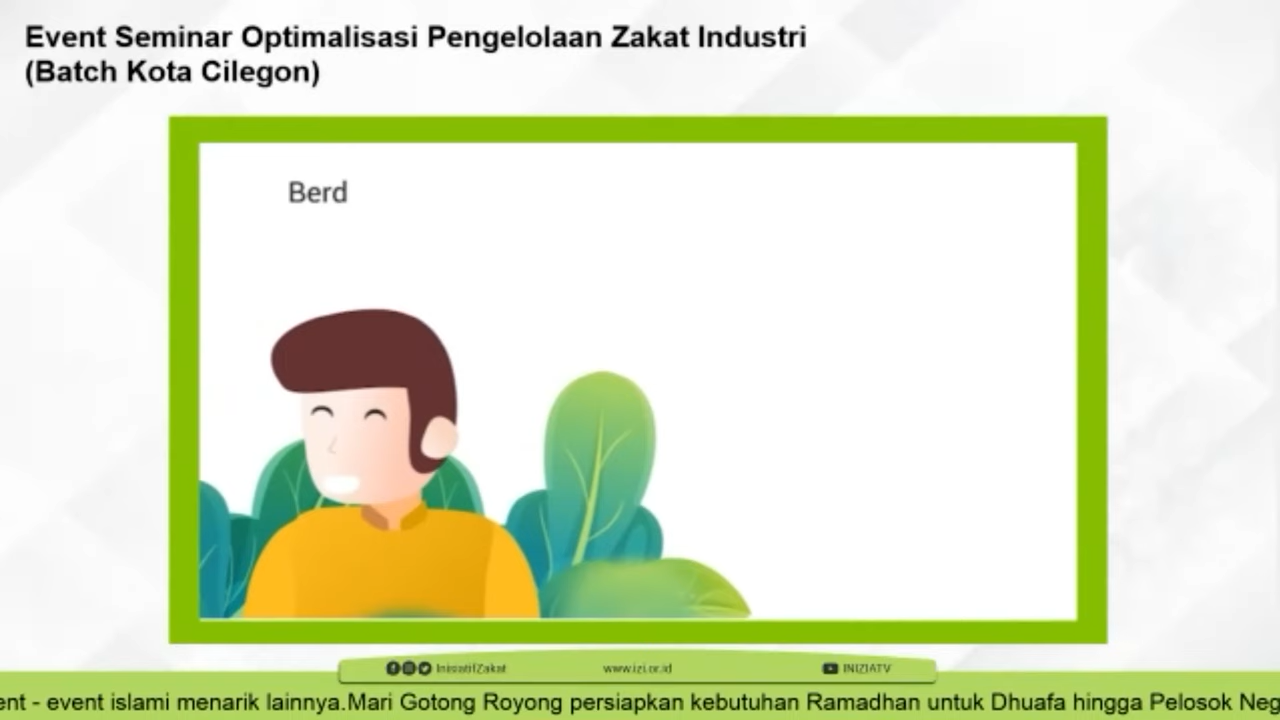 Event Seminar Optimalisasi Pengelolaan Zakat Industri
(Batch Kota Cilegon)
Berd
InisiatifZakat
www.izi.or.id
INIZIATV
ent - event islami menarik lainnya.Mari Gotong Royong persiapkan kebutuhan Ramadhan untuk Dhuafa hingga Pelosok Neg